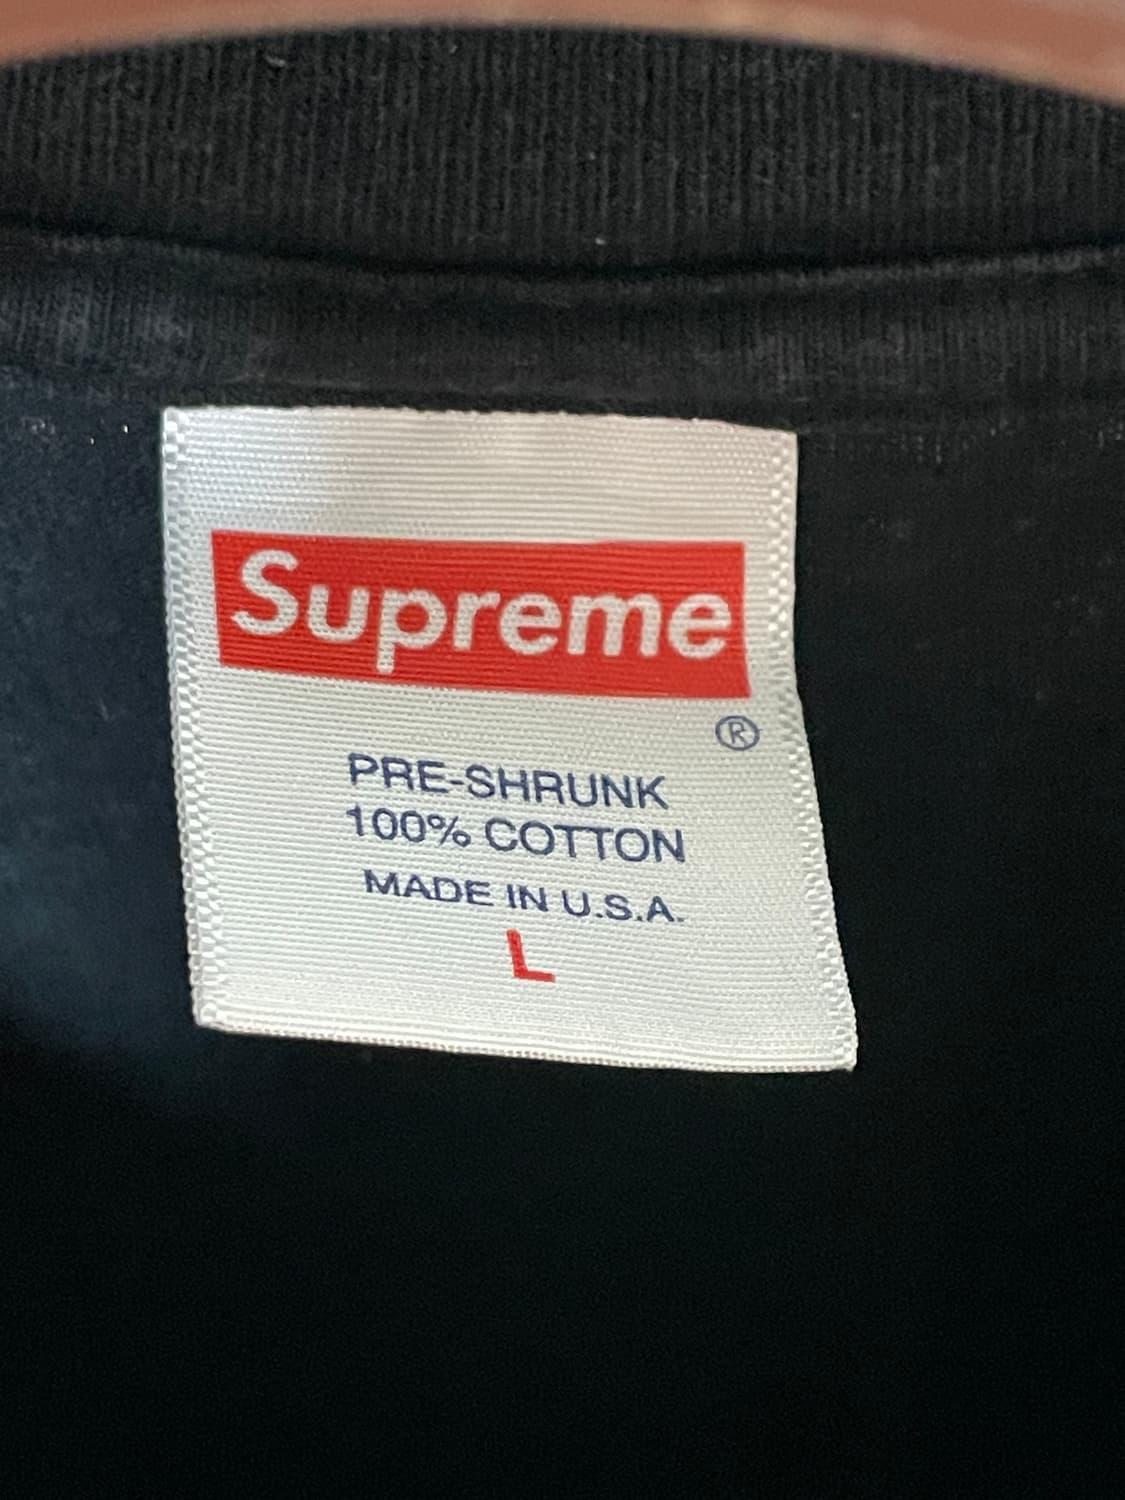 Supreme
®
PRE-SHRUNK
100% COTTON
MADE IN U.S.A.
L